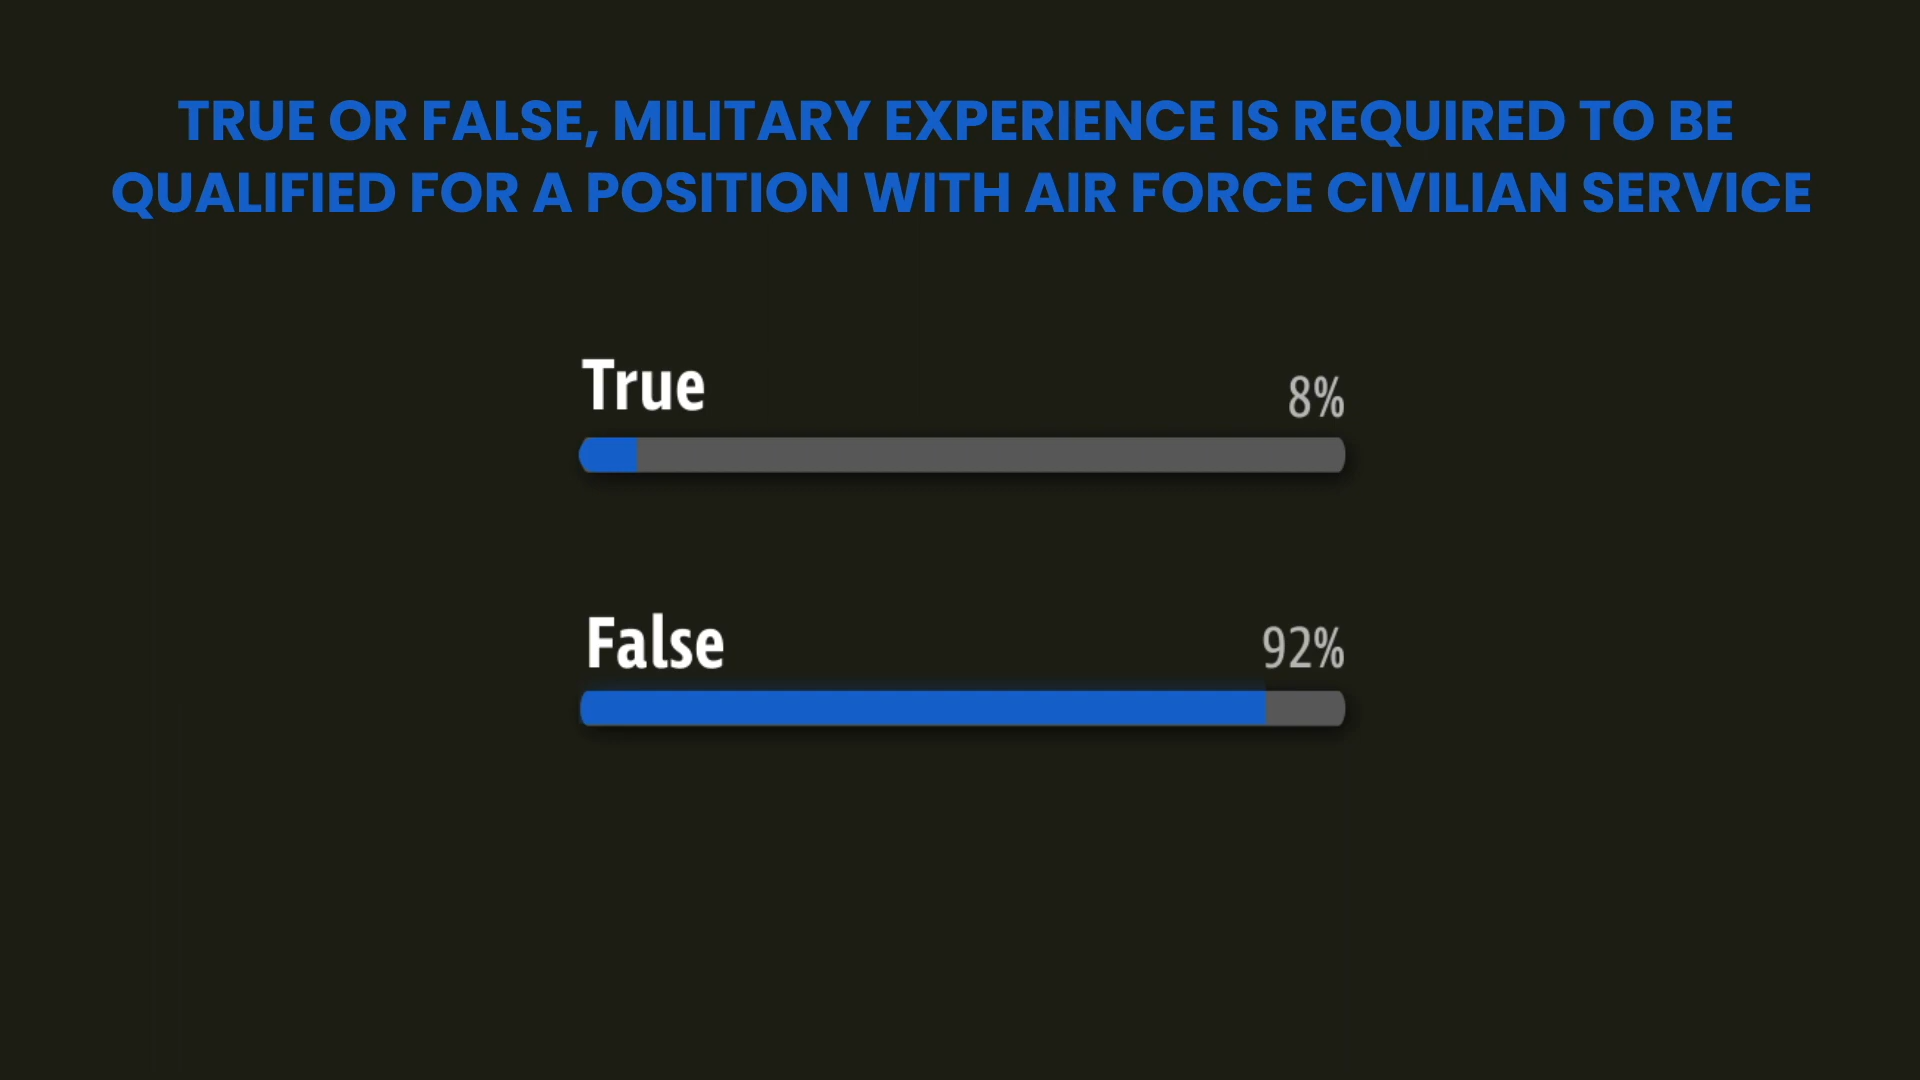 TRUE OR FALSE, MILITARY EXPERIENCE IS REQUIRED TO BE
QUALIFIED FOR A POSITION WITH AIR FORCE CIVILIAN SERVICE
True
8%
False
92%